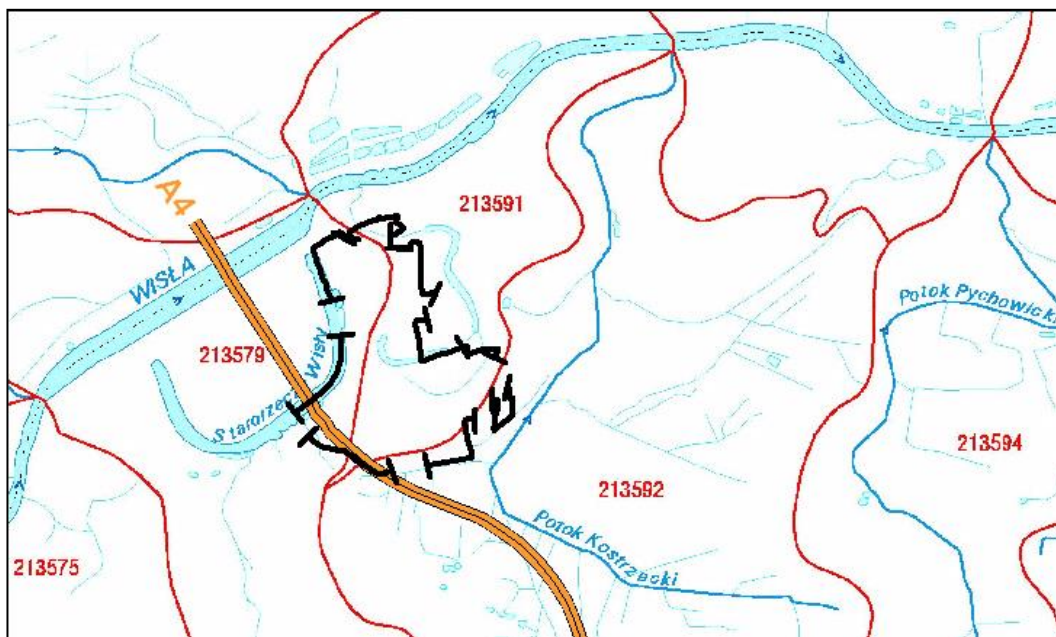 A4
213591
WISŁA
Potok Pychowicki
213579
Starorzecze Wisły
213594
213592
Potok Kostrzecki
213575